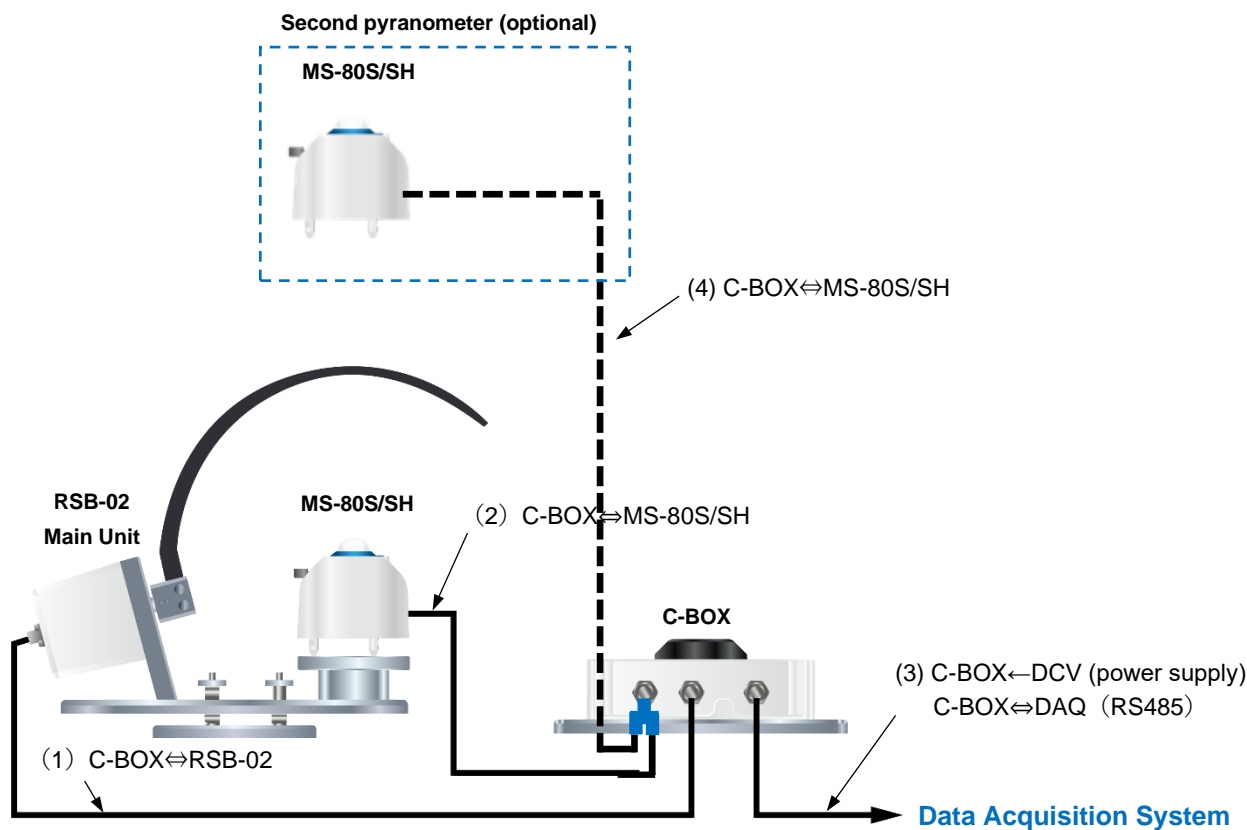 Second pyranometer (optional)
MS-80S/SH
(4) C-BOX⇔MS-80S/SH
RSB-02
Main Unit
MS-80S/SH
（2）C-BOX⇔MS-80S/SH
C-BOX
(3) C-BOX←DCV (power supply)
C-BOX⇔DAQ（RS485）
（1）C-BOX⇔RSB-02
Data Acquisition System